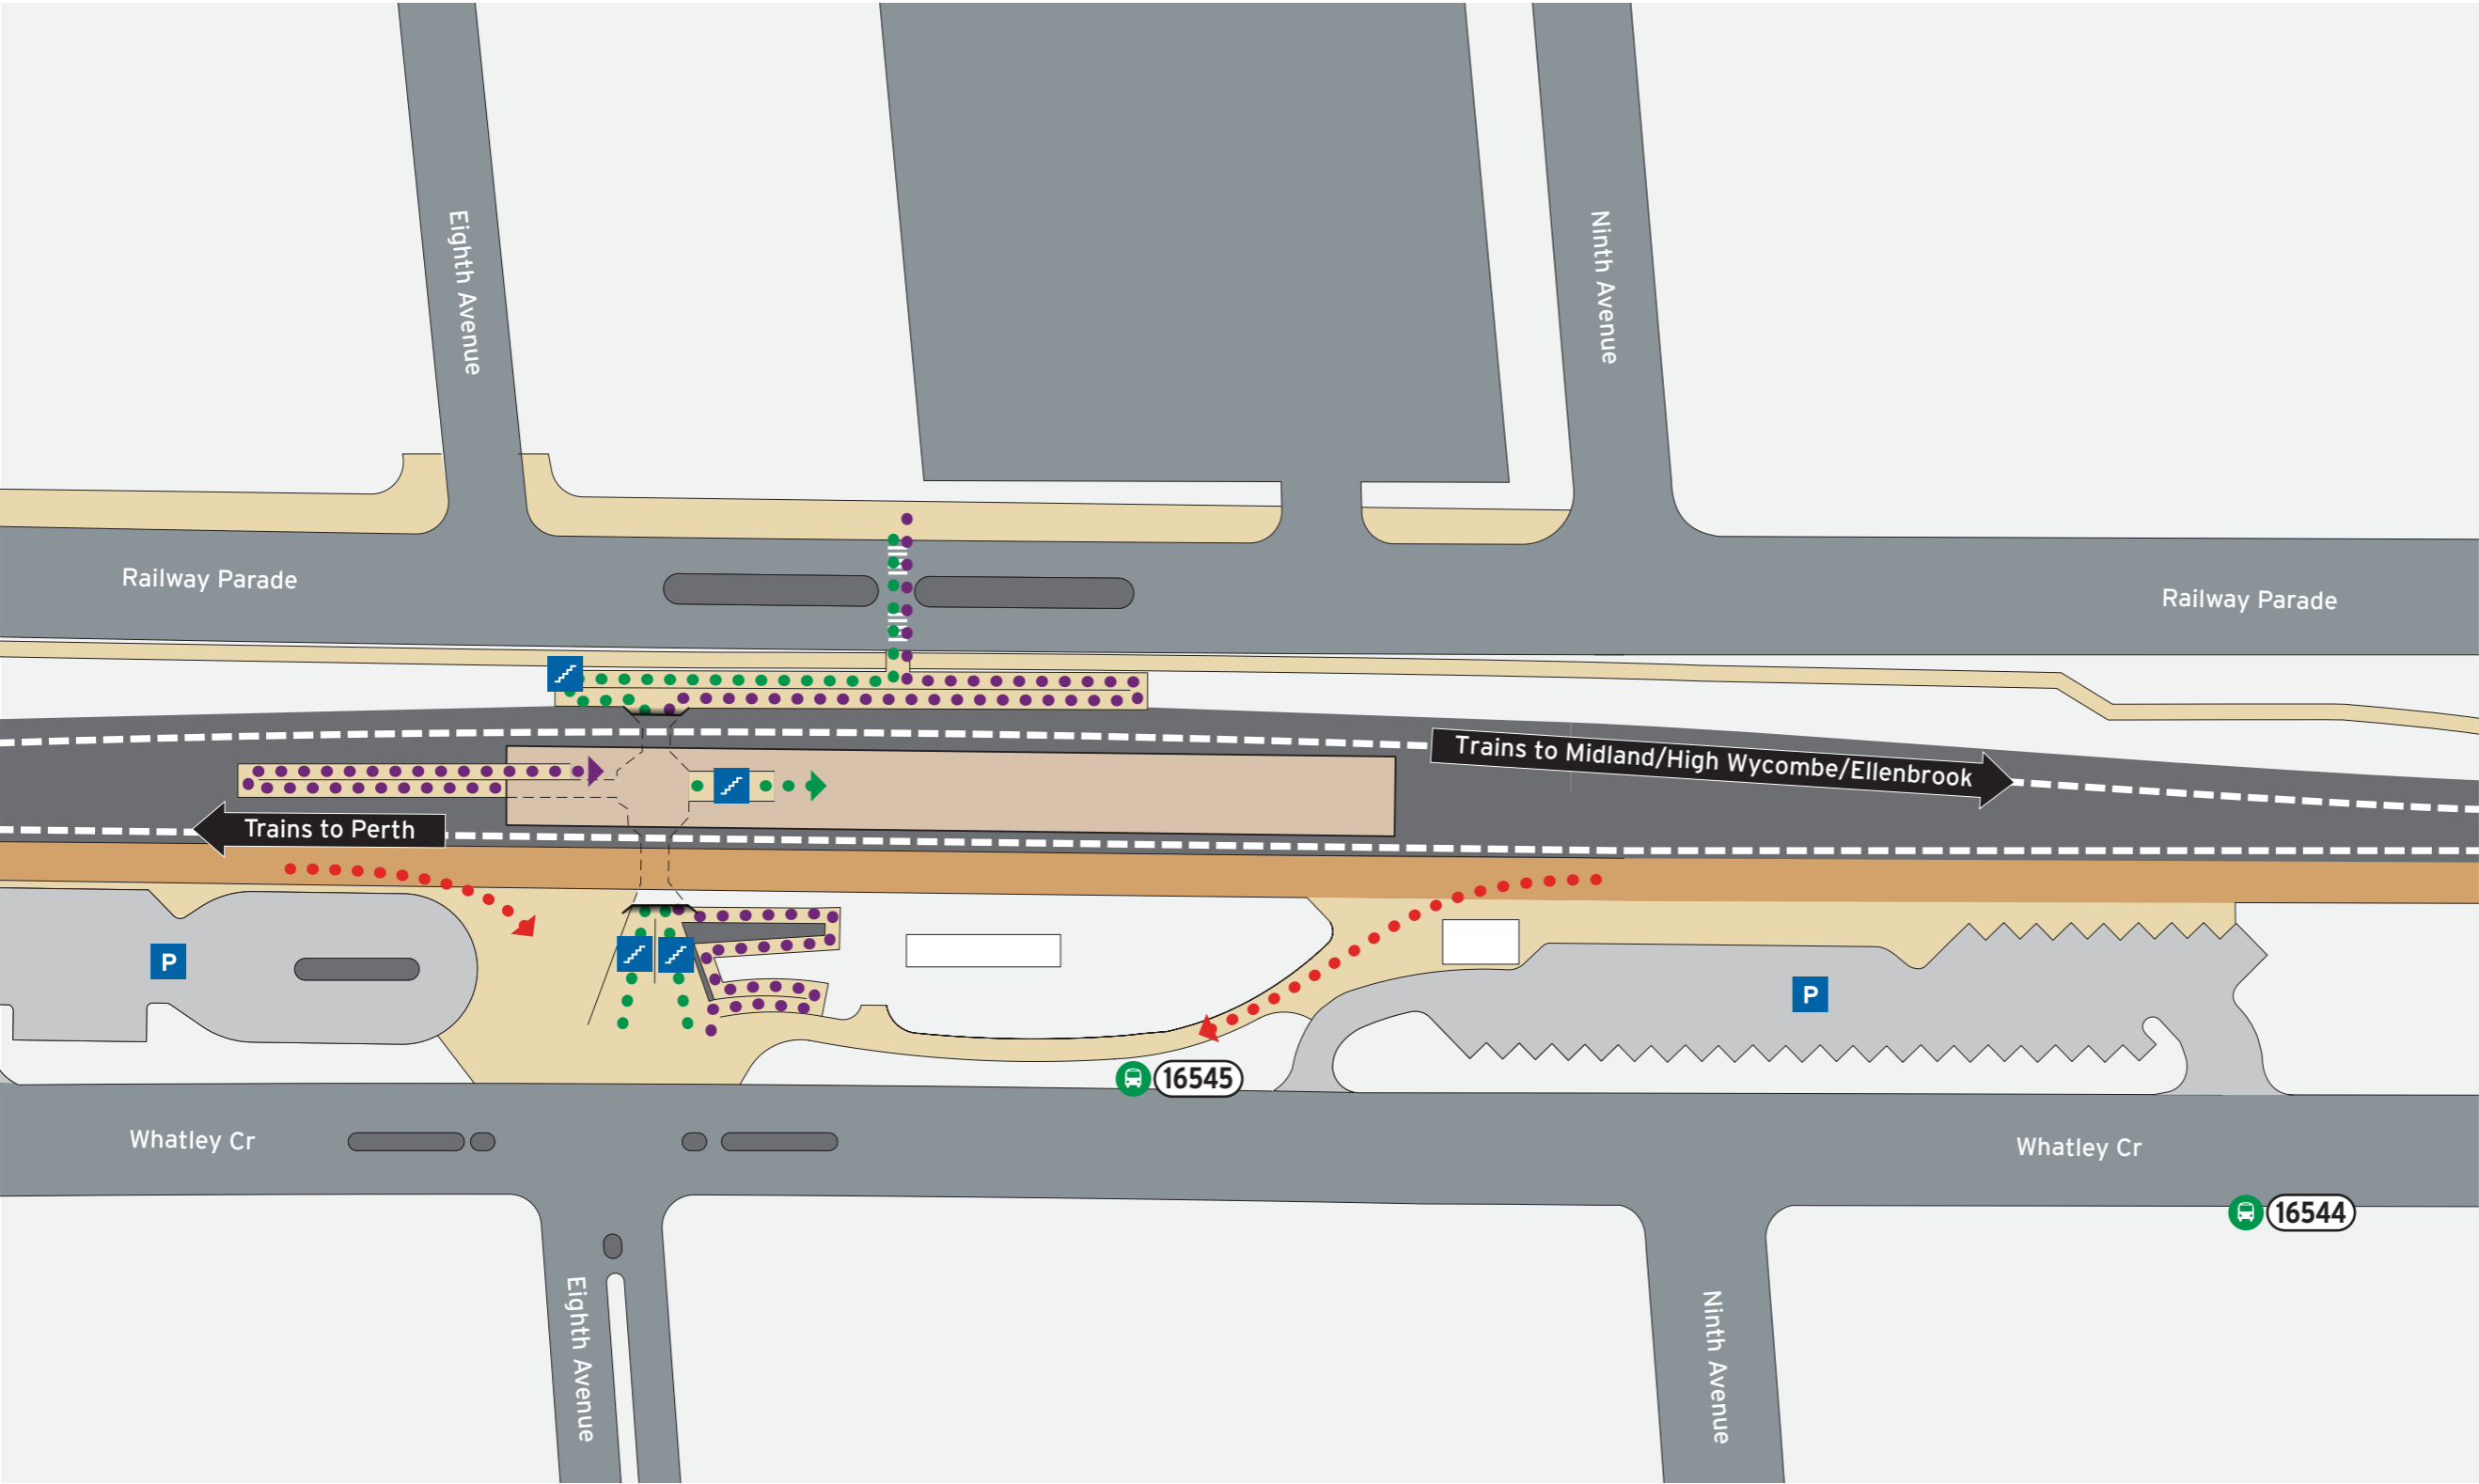 Eighth Avenue
Ninth Avenue
Railway Parade
Railway Parade
Trains to Midland/High Wycombe/Ellenbrook
Trains to Perth
P
P
16545
Whatley Cr
Whatley Cr
16544
Eighth Avenue
Ninth Avenue